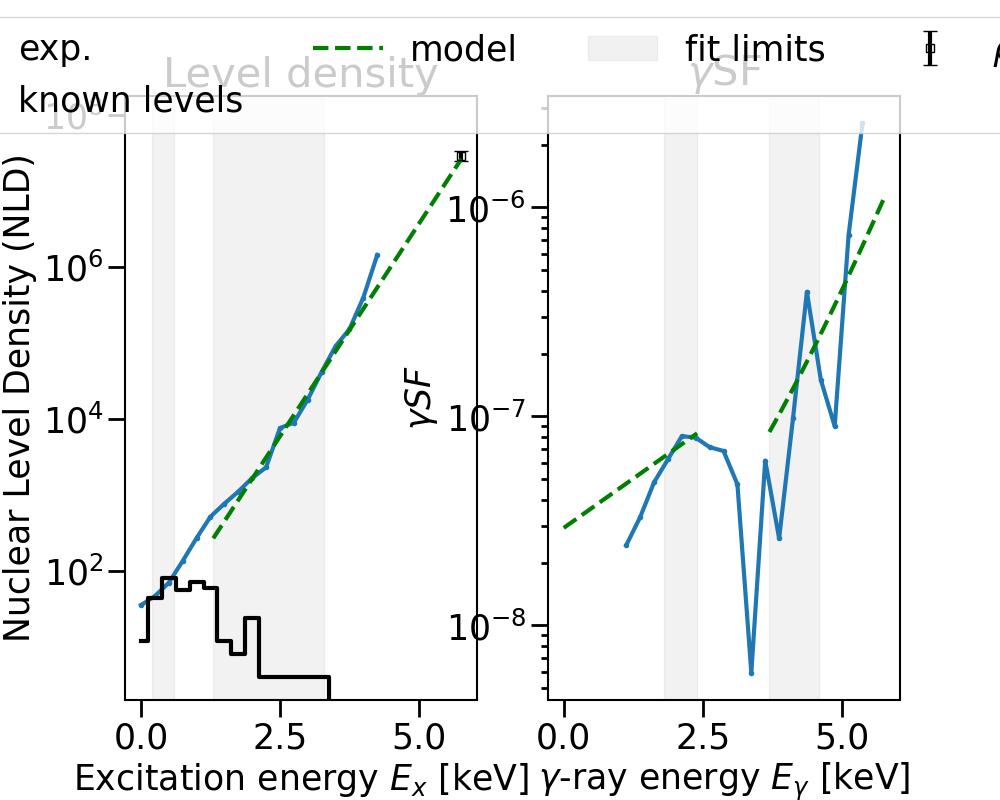 exp.
model
fit limits
ρ
known levels
Level density
γSF
Nuclear Level Density (NLD)
10⁶
10⁴
10²
0.0
2.5
5.0
Excitation energy Eₓ [keV]
γSF
10⁻⁶
10⁻⁷
10⁻⁸
0.0
2.5
5.0
γ-ray energy Eᵧ [keV]